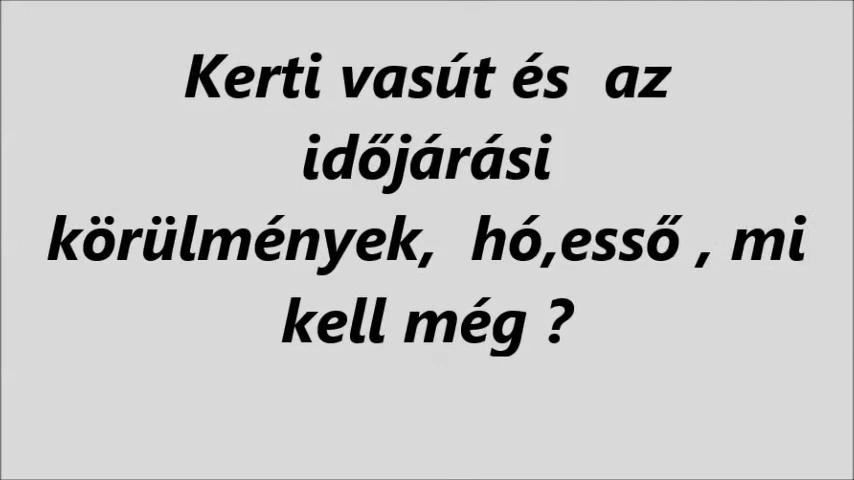 Kerti vasút és  az
időjárási
körülmények,  hó,esső , mi
kell még ?